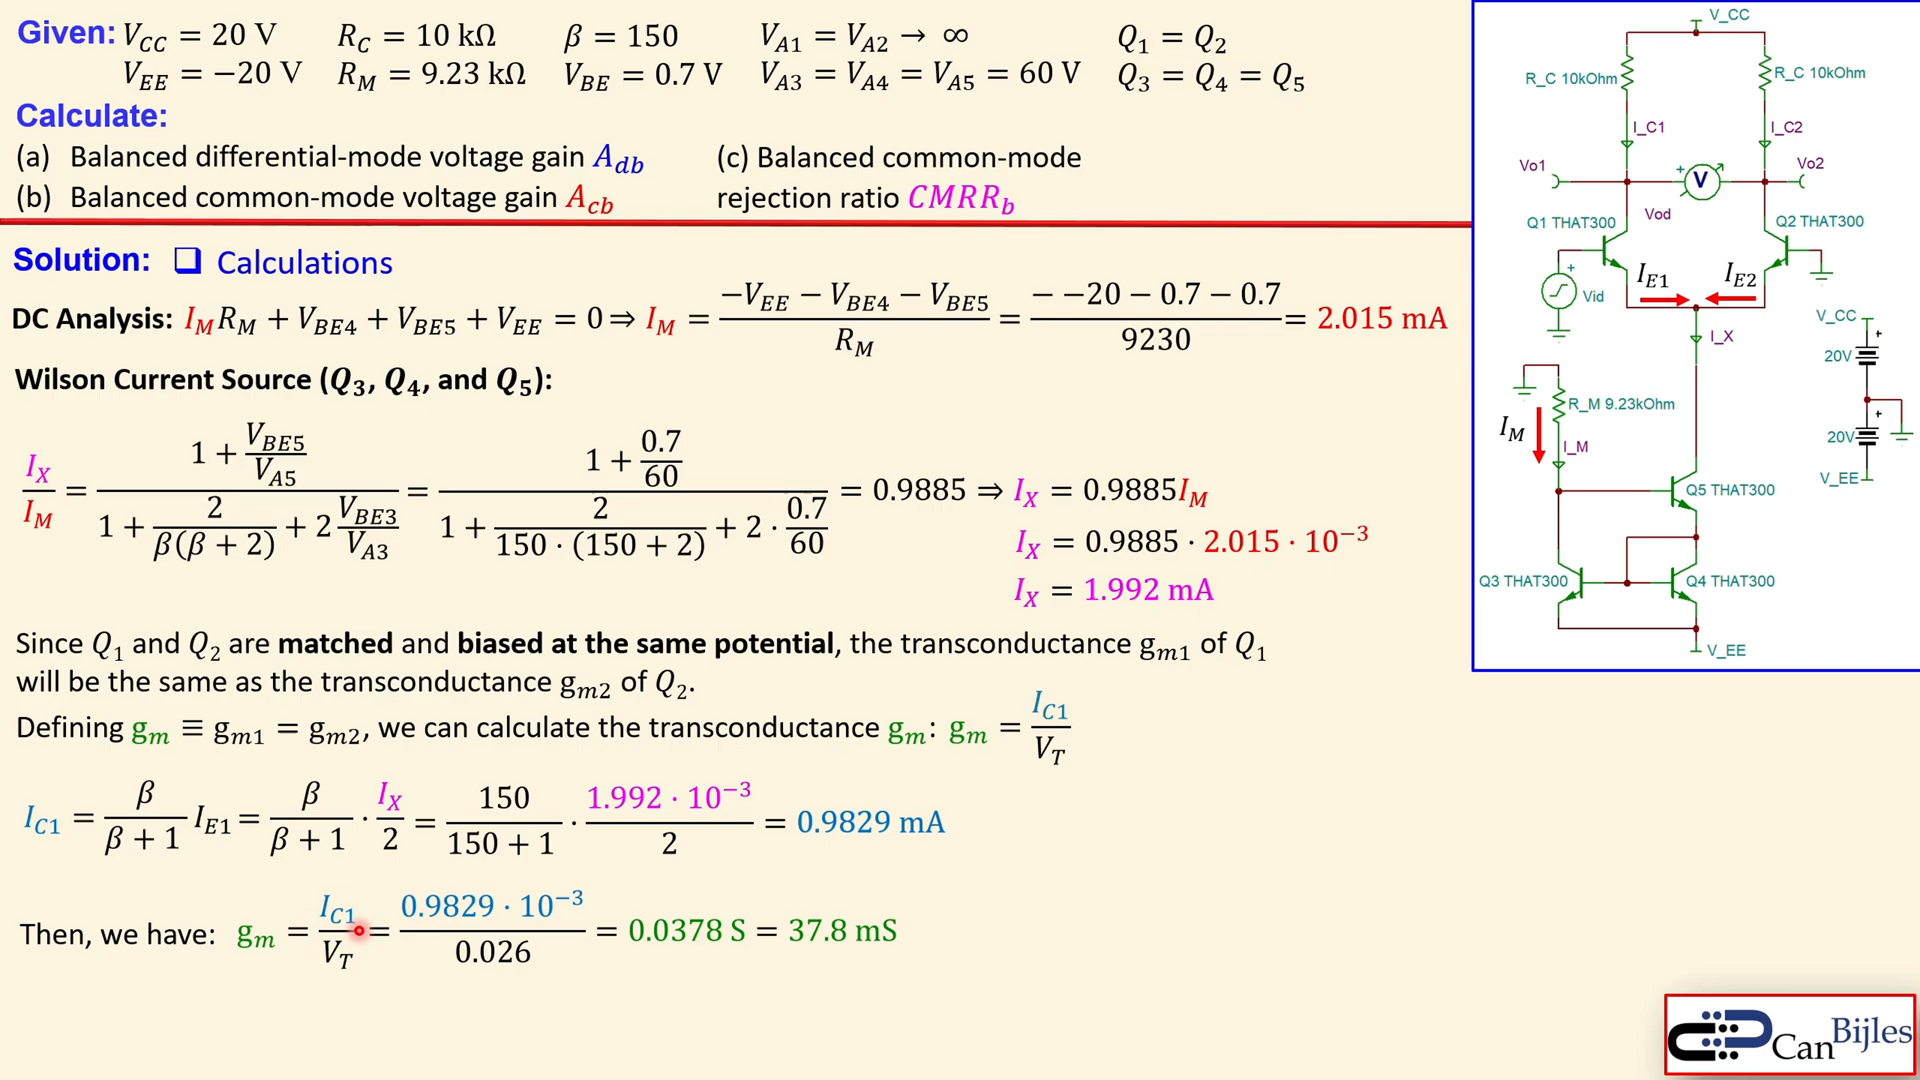 Given: V_CC = 20 V R_C = 10 kΩ β = 150 V_A1 = V_A2 → ∞ Q_1 = Q_2
V_EE = −20 V R_M = 9.23 kΩ V_BE = 0.7 V V_A3 = V_A4 = V_A5 = 60 V Q_3 = Q_4 = Q_5
Calculate:
(a) Balanced differential-mode voltage gain A_db
(b) Balanced common-mode voltage gain A_cb
(c) Balanced common-mode
rejection ratio CMRR_b
Solution: ❑ Calculations
DC Analysis: I_M R_M + V_BE4 + V_BE5 + V_EE = 0 ⇒ I_M = (−V_EE − V_BE4 − V_BE5)/R_M = (− −20 − 0.7 − 0.7)/9230 = 2.015 mA
Wilson Current Source (Q_3, Q_4, and Q_5):
I_X/I_M = (1 + V_BE5/V_A5)/(1 + 2/(β(β + 2)) + 2 V_BE3/V_A3) = (1 + 0.7/60)/(1 + 2/(150 · (150 + 2)) + 2 · 0.7/60) = 0.9885 ⇒ I_X = 0.9885I_M
I_X = 0.9885 · 2.015 · 10^−3
I_X = 1.992 mA
Since Q_1 and Q_2 are matched and biased at the same potential, the transconductance g_m1 of Q_1
will be the same as the transconductance g_m2 of Q_2.
Defining g_m ≡ g_m1 = g_m2, we can calculate the transconductance g_m: g_m = I_C1/V_T
I_C1 = β/(β + 1) I_E1 = β/(β + 1) · I_X/2 = 150/(150 + 1) · (1.992 · 10^−3)/2 = 0.9829 mA
Then, we have: g_m = I_C1/V_T = (0.9829 · 10^−3)/0.026 = 0.0378 S = 37.8 mS
V_CC
R_C 10kOhm
R_C 10kOhm
I_C1
I_C2
Vo1
Vo2
+
V
Vod
Q1 THAT300
Q2 THAT300
I_E1
I_E2
+
Vid
I_X
V_CC
+
20V
R_M 9.23kOhm
I_M
I_M
+
20V
V_EE
Q5 THAT300
Q3 THAT300
Q4 THAT300
V_EE
CanBijles